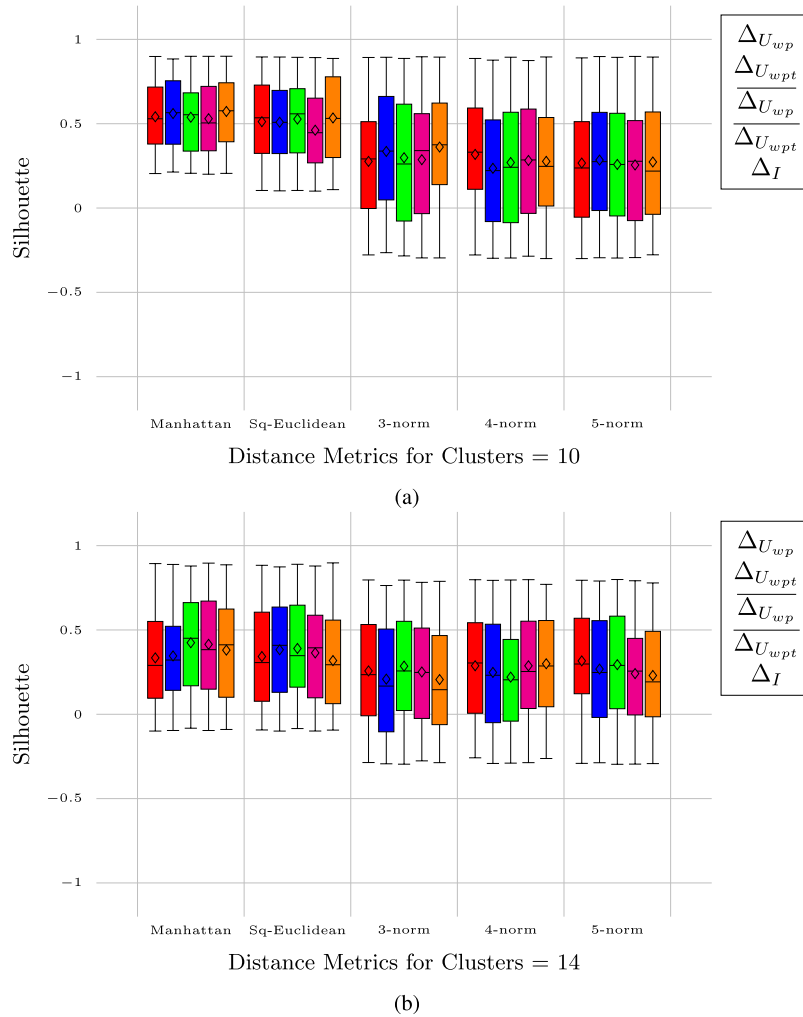 1
0.5
0
−0.5
−1
Silhouette
Manhattan Sq-Euclidean 3-norm 4-norm 5-norm
Distance Metrics for Clusters = 10
(a)
Δ_{U_{wp}}
Δ_{U_{wpt}}
\overline{Δ_{U_{wp}}}
\overline{Δ_{U_{wpt}}}
Δ_I
1
0.5
0
−0.5
−1
Silhouette
Manhattan Sq-Euclidean 3-norm 4-norm 5-norm
Distance Metrics for Clusters = 14
(b)
Δ_{U_{wp}}
Δ_{U_{wpt}}
\overline{Δ_{U_{wp}}}
\overline{Δ_{U_{wpt}}}
Δ_I